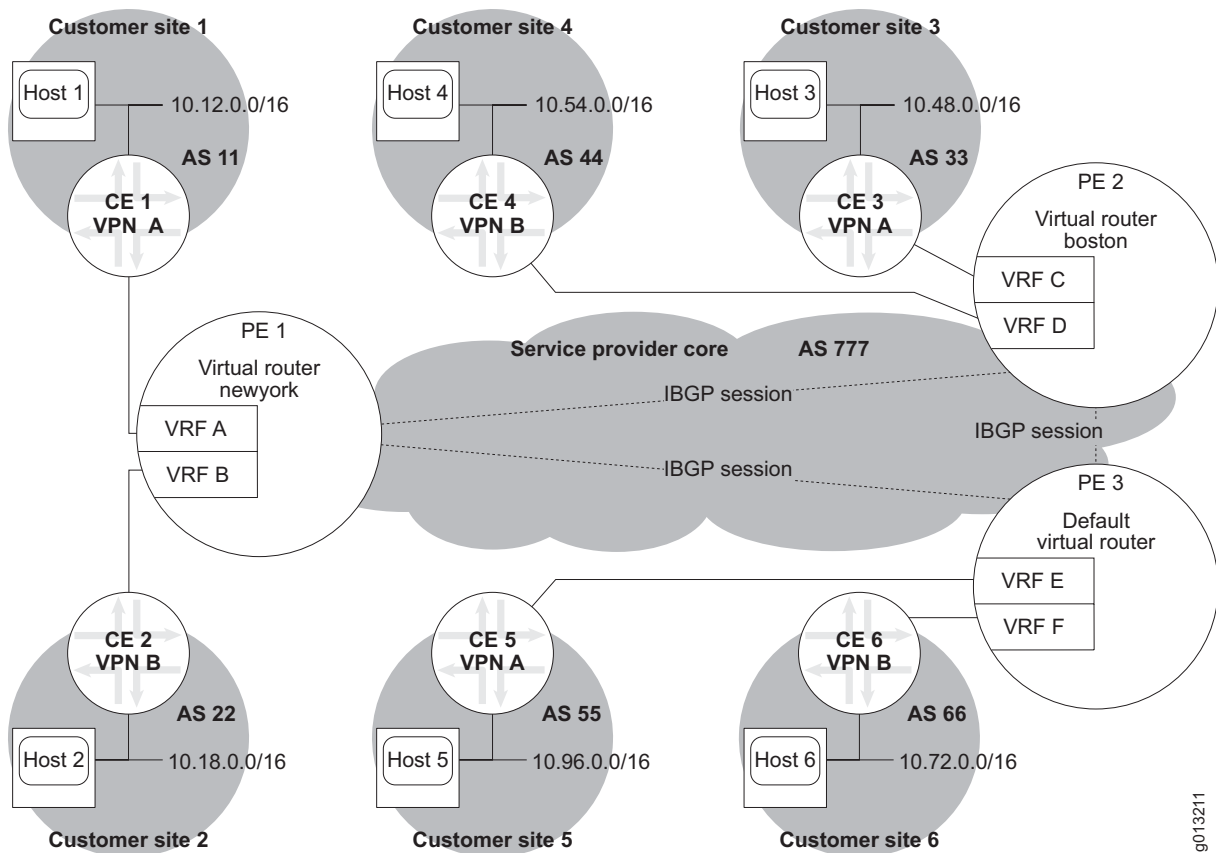 Customer site 1
Host 1
10.12.0.0/16
AS 11
CE 1
VPN A
Customer site 4
Host 4
10.54.0.0/16
AS 44
CE 4
VPN B
Customer site 3
Host 3
10.48.0.0/16
AS 33
CE 3
VPN A
PE 2
Virtual router
boston
VRF C
VRF D
PE 1
Virtual router
newyork
VRF A
VRF B
Service provider core
AS 777
IBGP session
IBGP session
IBGP session
PE 3
Default
virtual router
VRF E
VRF F
CE 2
VPN B
AS 22
Host 2
10.18.0.0/16
Customer site 2
CE 5
VPN A
AS 55
Host 5
10.96.0.0/16
Customer site 5
CE 6
VPN B
AS 66
Host 6
10.72.0.0/16
Customer site 6
g013211